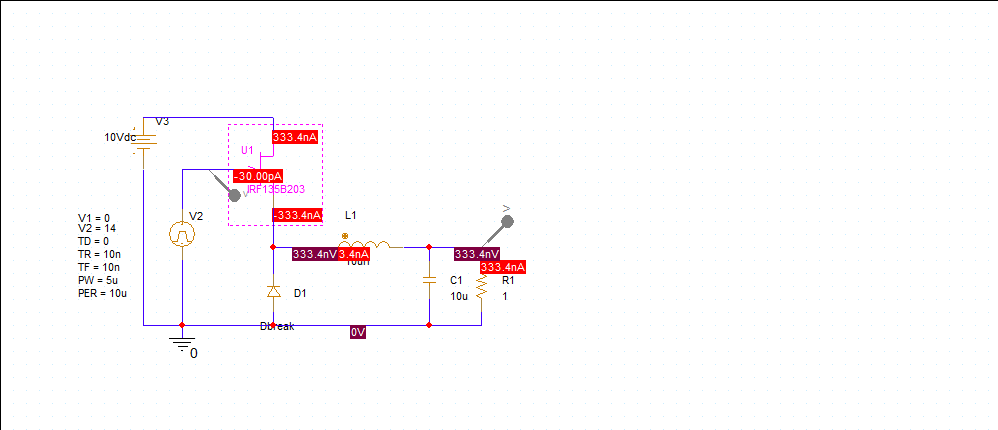 V3
10Vdc
333.4nA
U1
-30.00pA
IRF135B203
V
-333.4nA
V2
L1
>
V1 = 0
V2 = 14
TD = 0
TR = 10n
TF = 10n
PW = 5u
PER = 10u
333.4nV
3.4nA
333.4nV
10uH
333.4nA
C1
10u
R1
1
D1
Dbreak
0V
0